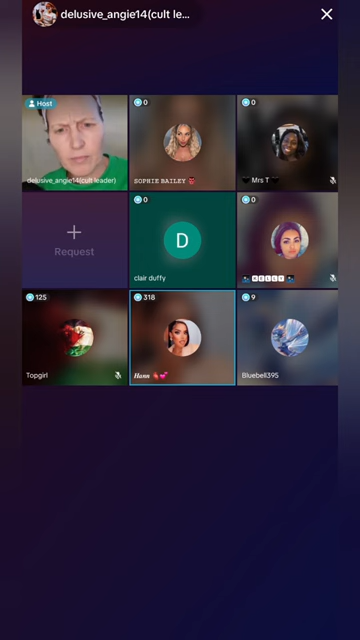 delusive_angie14(cult le...
Host
delusive_angie14(cult leader)
0
SOPHIE BAILEY
0
Mrs T
Request
0
D
clair duffy
0
KELLY
125
Topgirl
318
Hann
9
Bluebell395